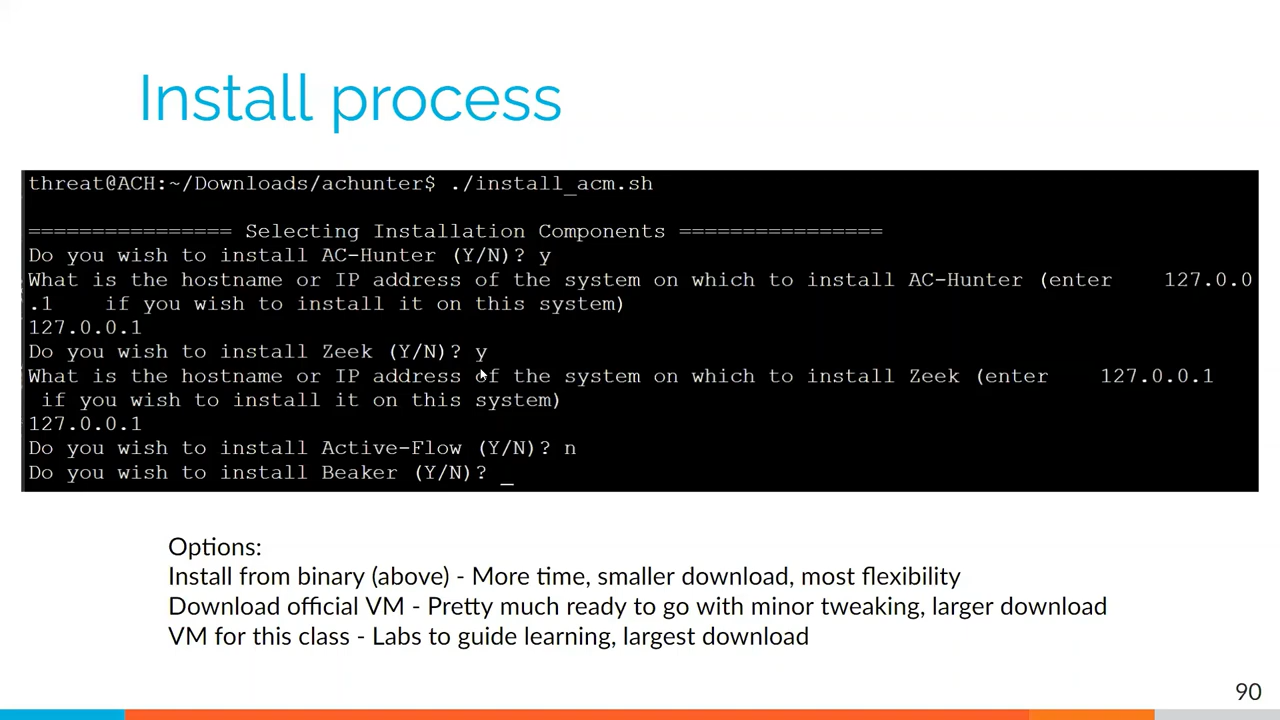 Install process
threat@ACH:~/Downloads/achunter$ ./install_acm.sh
================ Selecting Installation Components ================
Do you wish to install AC-Hunter (Y/N)? y
What is the hostname or IP address of the system on which to install AC-Hunter (enter    127.0.0
.1    if you wish to install it on this system)
127.0.0.1
Do you wish to install Zeek (Y/N)? y
What is the hostname or IP address of the system on which to install Zeek (enter    127.0.0.1
 if you wish to install it on this system)
127.0.0.1
Do you wish to install Active-Flow (Y/N)? n
Do you wish to install Beaker (Y/N)? _
Options:
Install from binary (above) - More time, smaller download, most flexibility
Download official VM - Pretty much ready to go with minor tweaking, larger download
VM for this class - Labs to guide learning, largest download
90